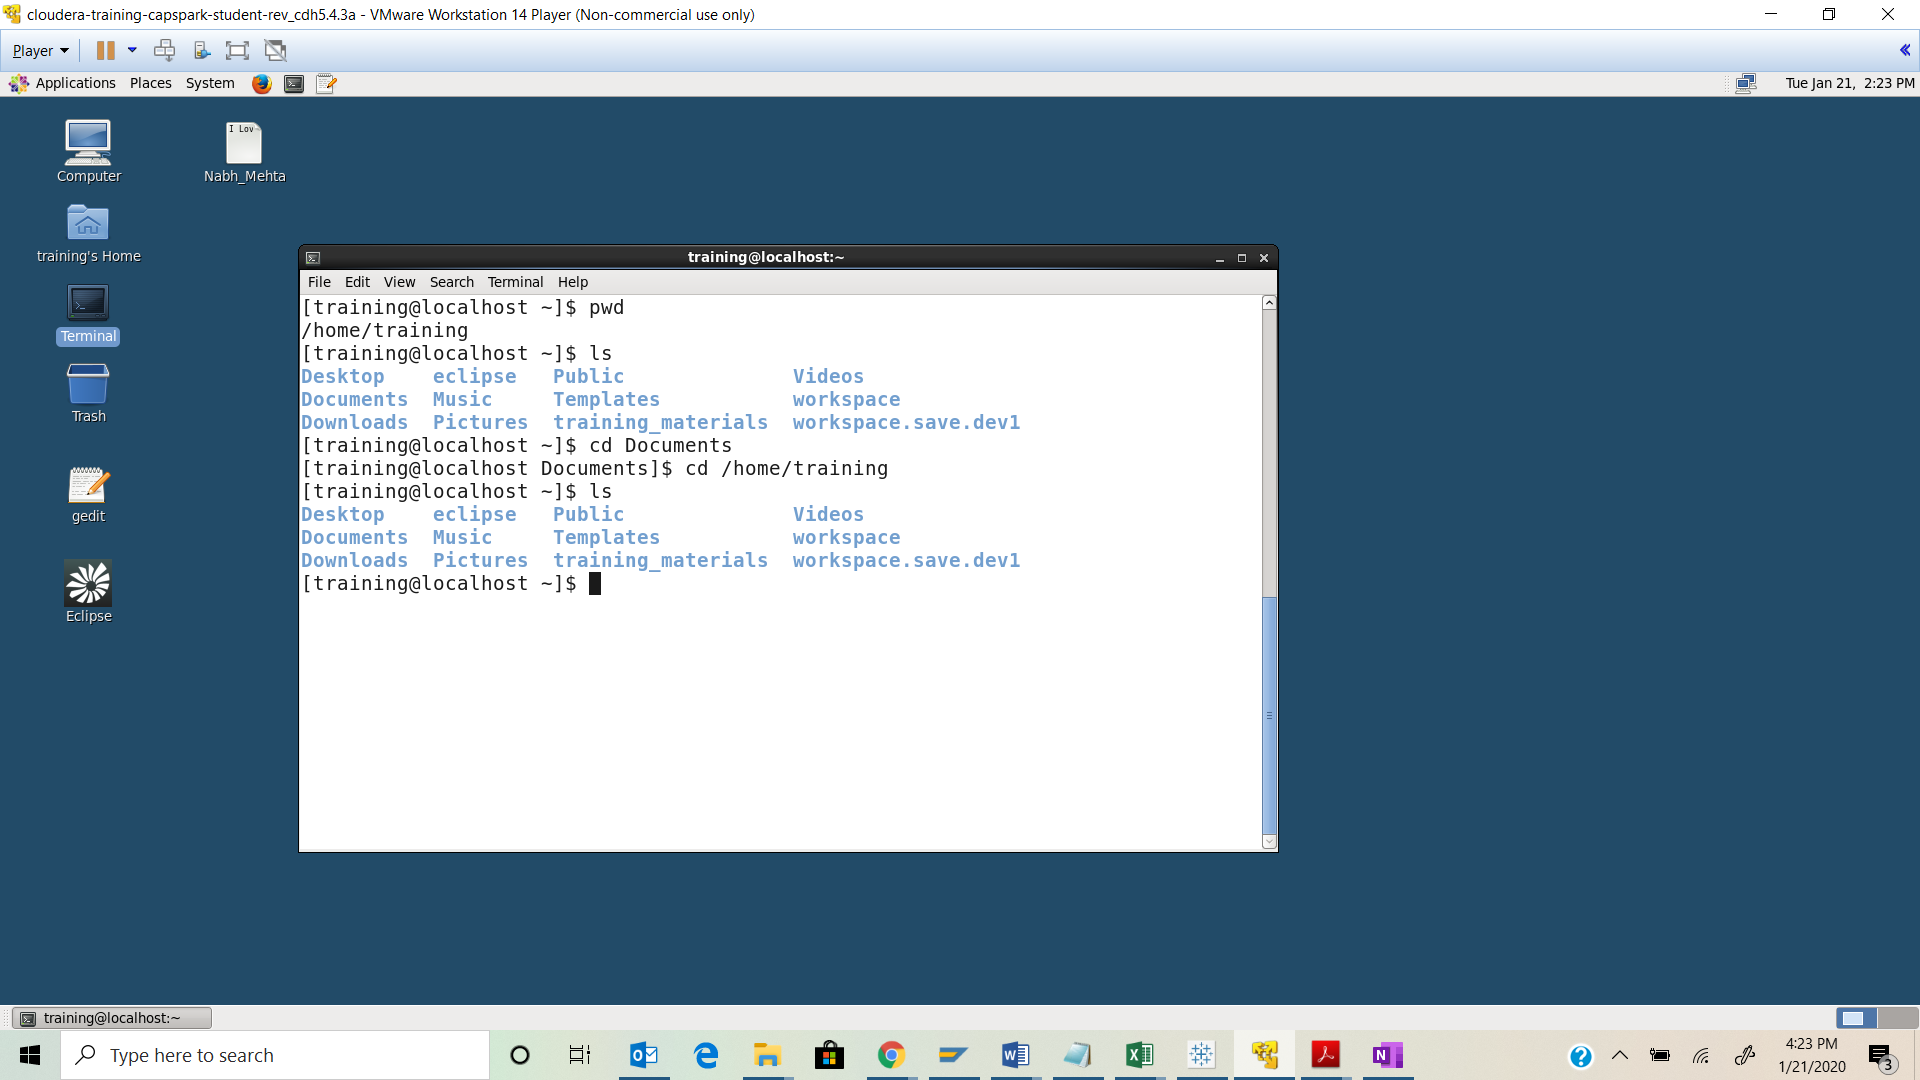 cloudera-training-capspark-student-rev_cdh5.4.3a - VMware Workstation 14 Player (Non-commercial use only)
Player
Applications Places System Tue Jan 21, 2:23 PM
I Lov
Computer Nabh_Mehta
training's Home
Terminal
Trash
gedit
Eclipse
training@localhost:~
File Edit View Search Terminal Help
[training@localhost ~]$ pwd
/home/training
[training@localhost ~]$ ls
Desktop eclipse Public Videos
Documents Music Templates workspace
Downloads Pictures training_materials workspace.save.dev1
[training@localhost ~]$ cd Documents
[training@localhost Documents]$ cd /home/training
[training@localhost ~]$ ls
Desktop eclipse Public Videos
Documents Music Templates workspace
Downloads Pictures training_materials workspace.save.dev1
[training@localhost ~]$
training@localhost:~
Type here to search
4:23 PM
1/21/2020
3